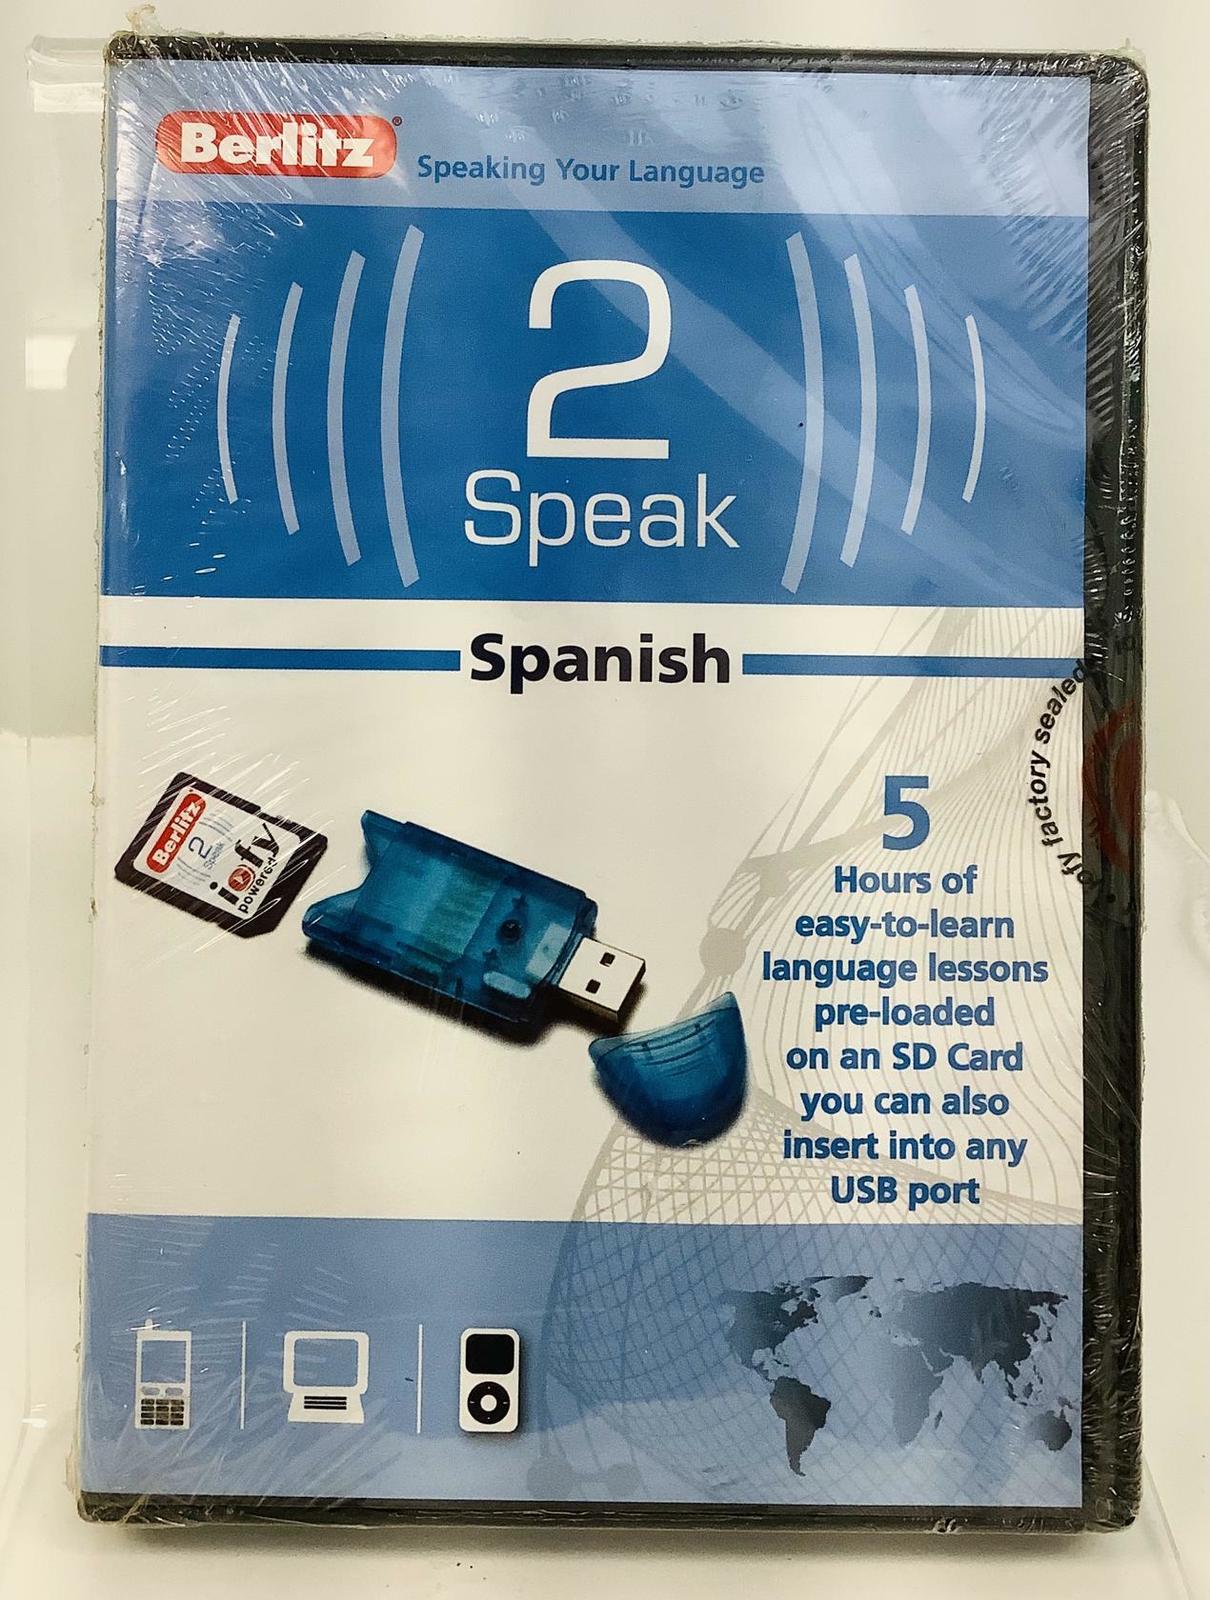 Berlitz®
Speaking Your Language
2
Speak
Spanish
iofy factory sealed
Berlitz
2
Speak
iofy
powered
5
Hours of
easy-to-learn
language lessons
pre-loaded
on an SD Card
you can also
insert into any
USB port